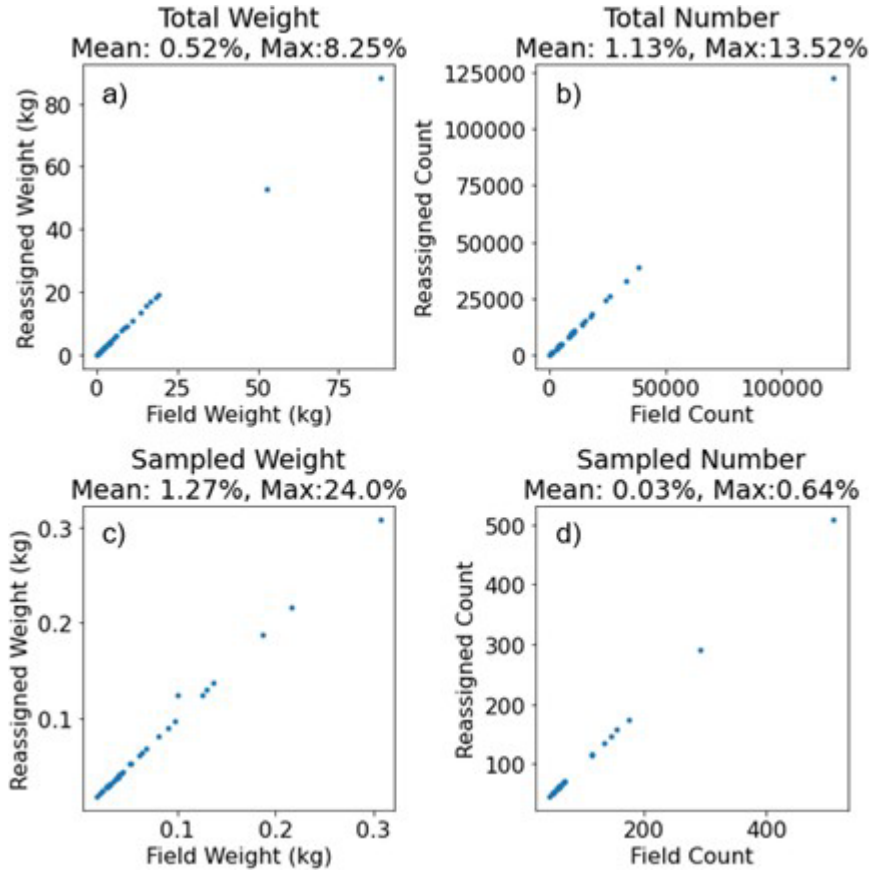 Total Weight
Mean: 0.52%, Max:8.25%
a)
80
60
40
20
0
Reassigned Weight (kg)
0
25
50
75
Field Weight (kg)
Total Number
Mean: 1.13%, Max:13.52%
b)
125000
100000
75000
50000
25000
0
Reassigned Count
0
50000
100000
Field Count
Sampled Weight
Mean: 1.27%, Max:24.0%
c)
0.3
0.2
0.1
Reassigned Weight (kg)
0.1
0.2
0.3
Field Weight (kg)
Sampled Number
Mean: 0.03%, Max:0.64%
d)
500
400
300
200
100
Reassigned Count
200
400
Field Count